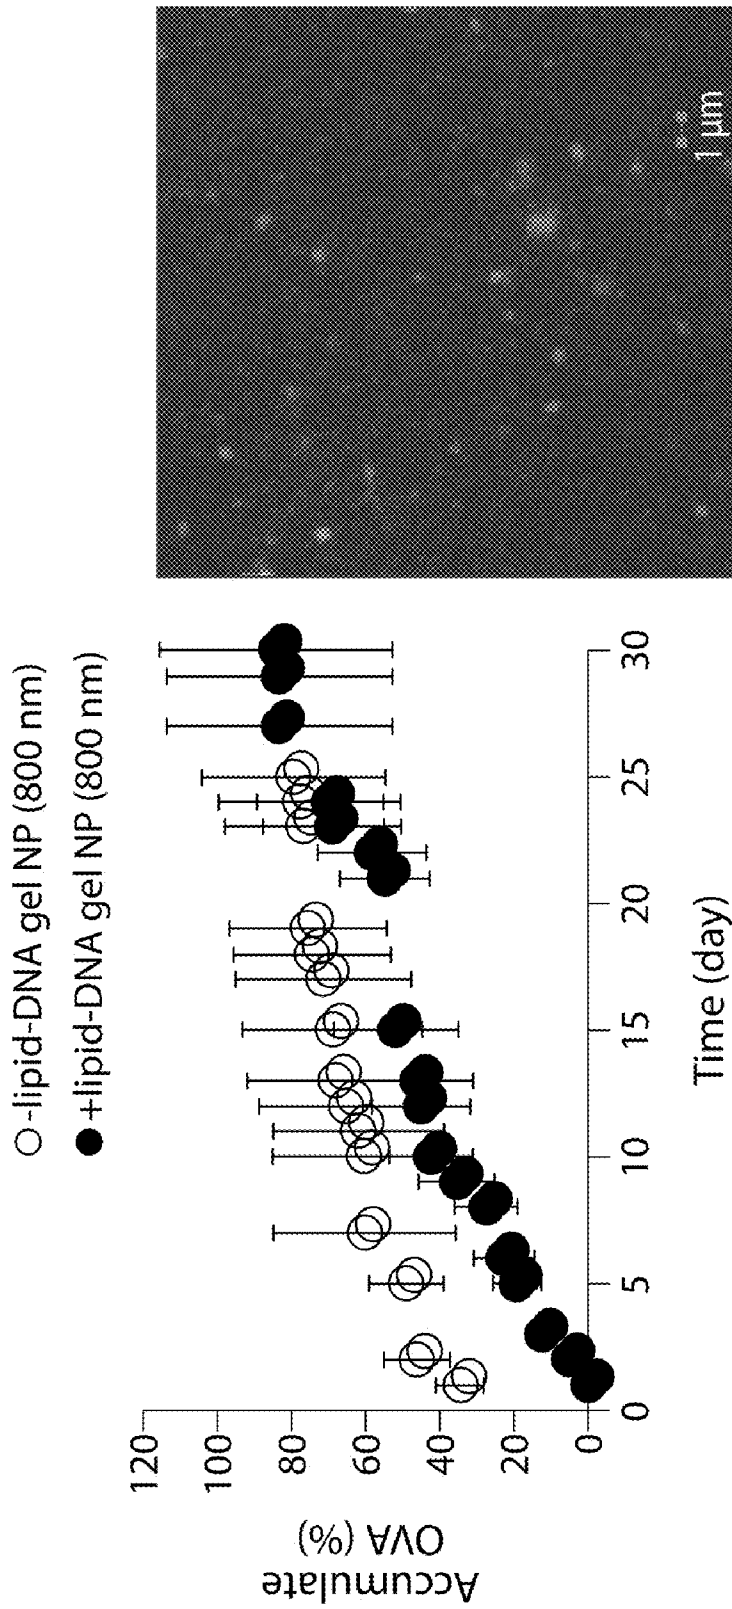 -lipid-DNA gel NP (800 nm)
+lipid-DNA gel NP (800 nm)
120
100
80
60
40
20
0
Accumulate
OVA (%)
0
5
10
15
20
25
30
Time (day)
1 µm